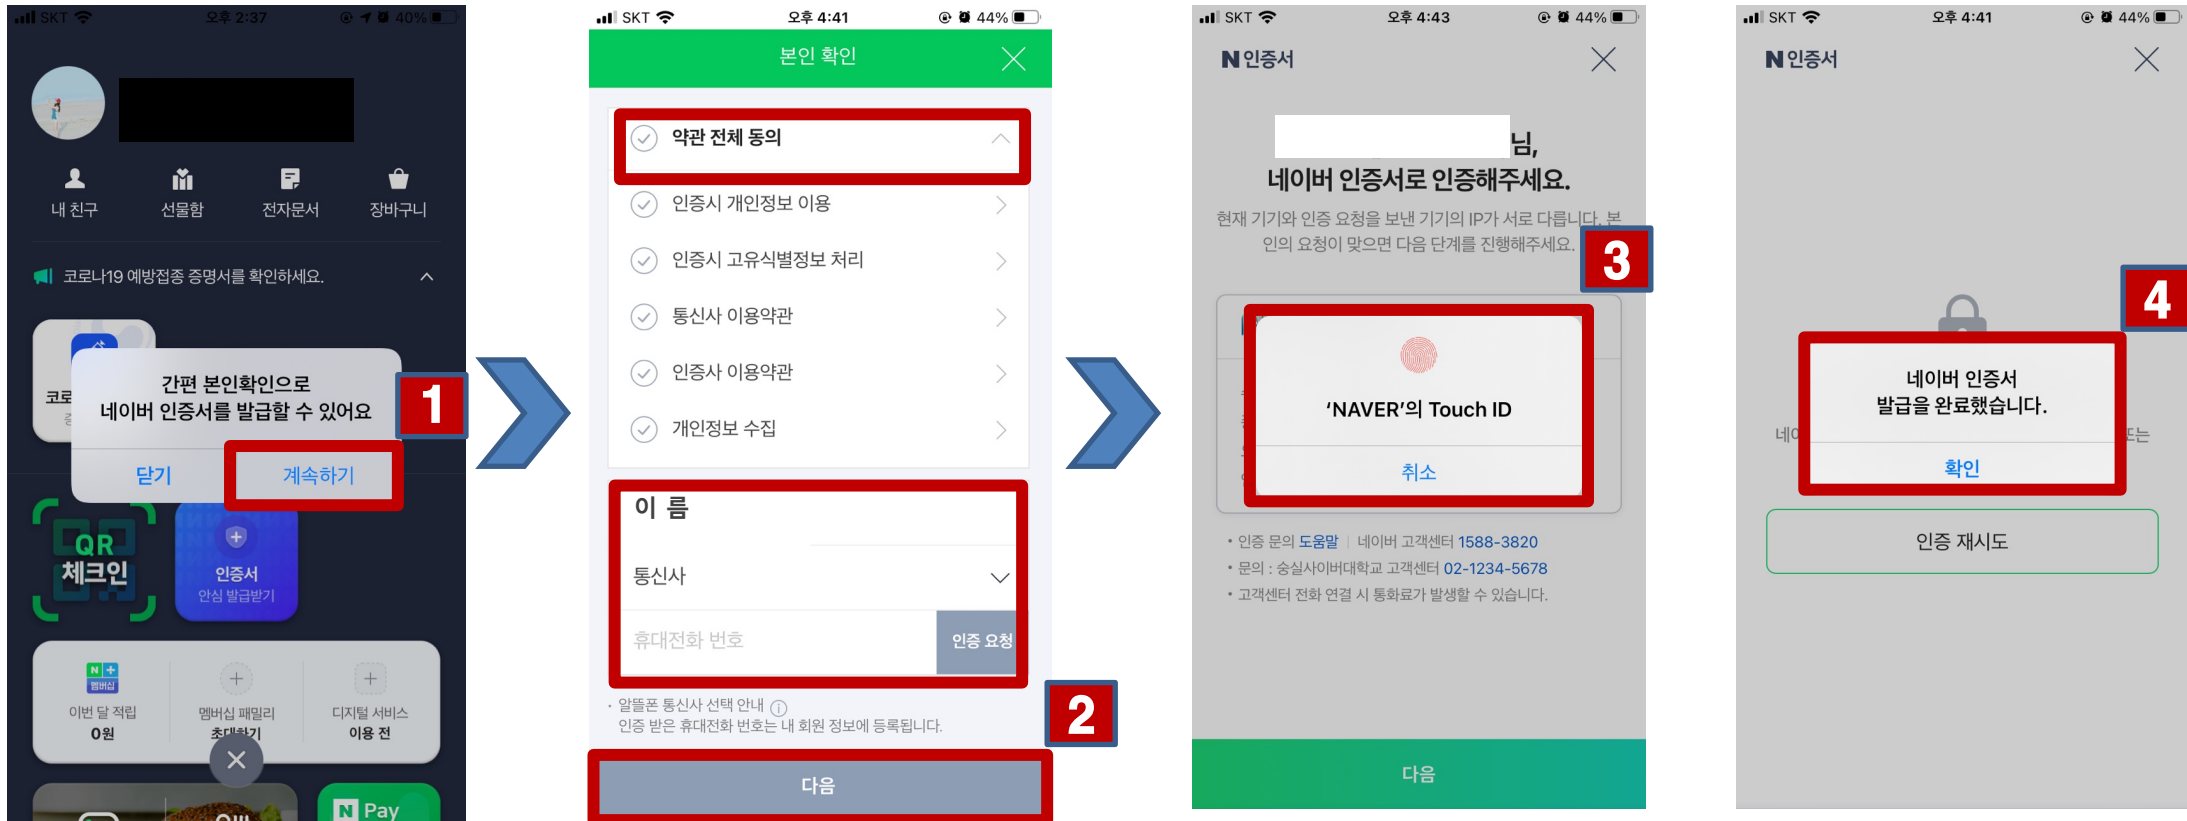 SKT 오후 2:37 40%
내 친구 선물함 전자문서 장바구니
코로나19 예방접종 증명서를 확인하세요.
코로
간편 본인확인으로
네이버 인증서를 발급할 수 있어요
닫기 계속하기
1
QR
체크인
인증서
안심 발급받기
N +
멤버십
이번 달 적립
0원
멤버십 패밀리
초대하기
디지털 서비스
이용 전
N Pay
SKT 오후 4:41 44%
본인 확인
약관 전체 동의
인증시 개인정보 이용
인증시 고유식별정보 처리
통신사 이용약관
인증사 이용약관
개인정보 수집
이 름
통신사
휴대전화 번호 인증 요청
· 알뜰폰 통신사 선택 안내 ⓘ
인증 받은 휴대전화 번호는 내 회원 정보에 등록됩니다.
2
다음
SKT 오후 4:43 44%
N인증서
님,
네이버 인증서로 인증해주세요.
현재 기기와 인증 요청을 보낸 기기의 IP가 서로 다릅니다. 본
인의 요청이 맞으면 다음 단계를 진행해주세요.
3
‘NAVER’의 Touch ID
취소
• 인증 문의 도움말 | 네이버 고객센터 1588-3820
• 문의 : 숭실사이버대학교 고객센터 02-1234-5678
• 고객센터 전화 연결 시 통화료가 발생할 수 있습니다.
다음
SKT 오후 4:41 44%
N인증서
4
네이버 인증서
발급을 완료했습니다.
확인
인증 재시도